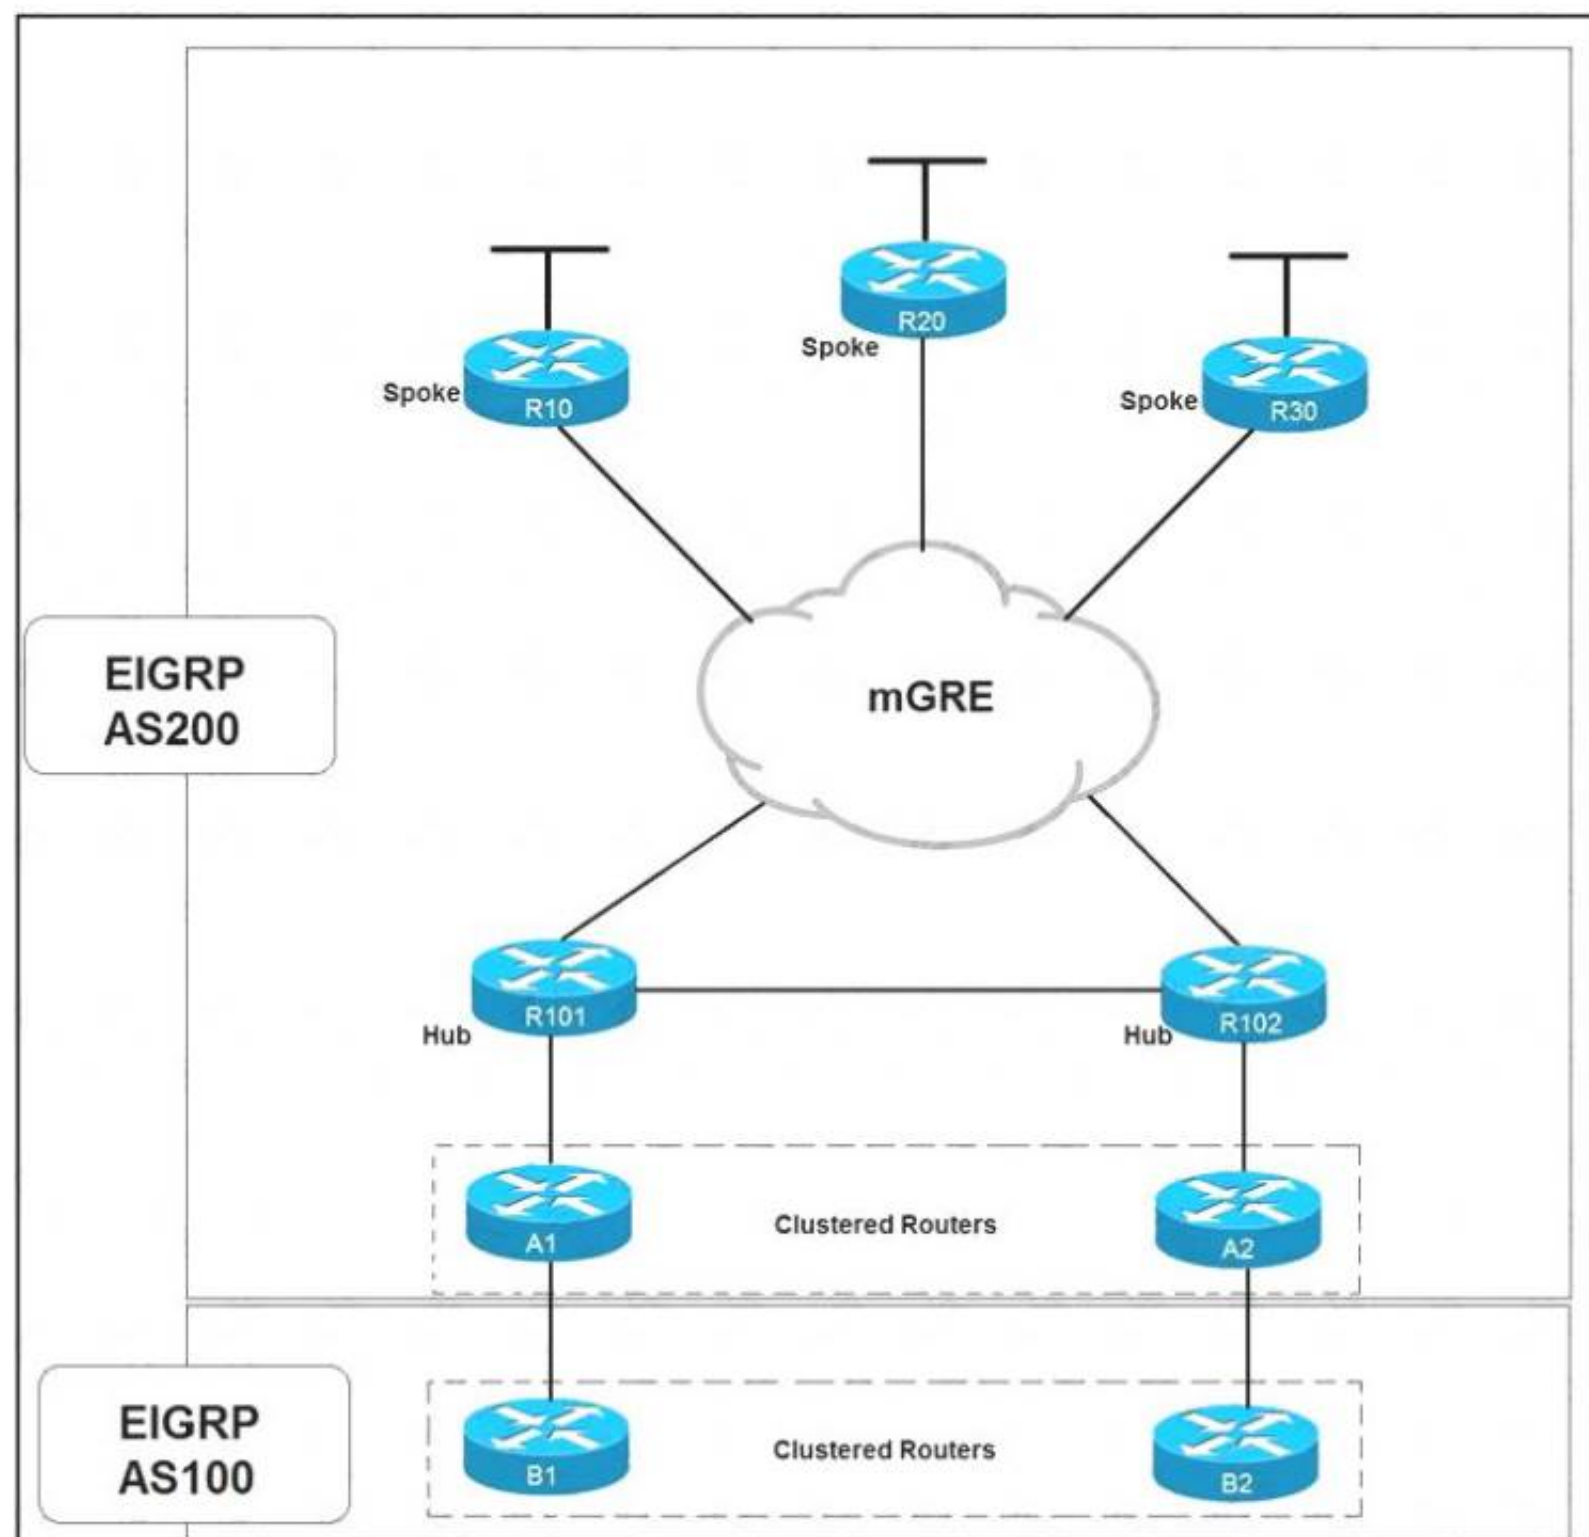 R20
Spoke
Spoke
R10
Spoke
R30
EIGRP
AS200
mGRE
R101
Hub
R102
Hub
A1
Clustered Routers
A2
EIGRP
AS100
B1
Clustered Routers
B2